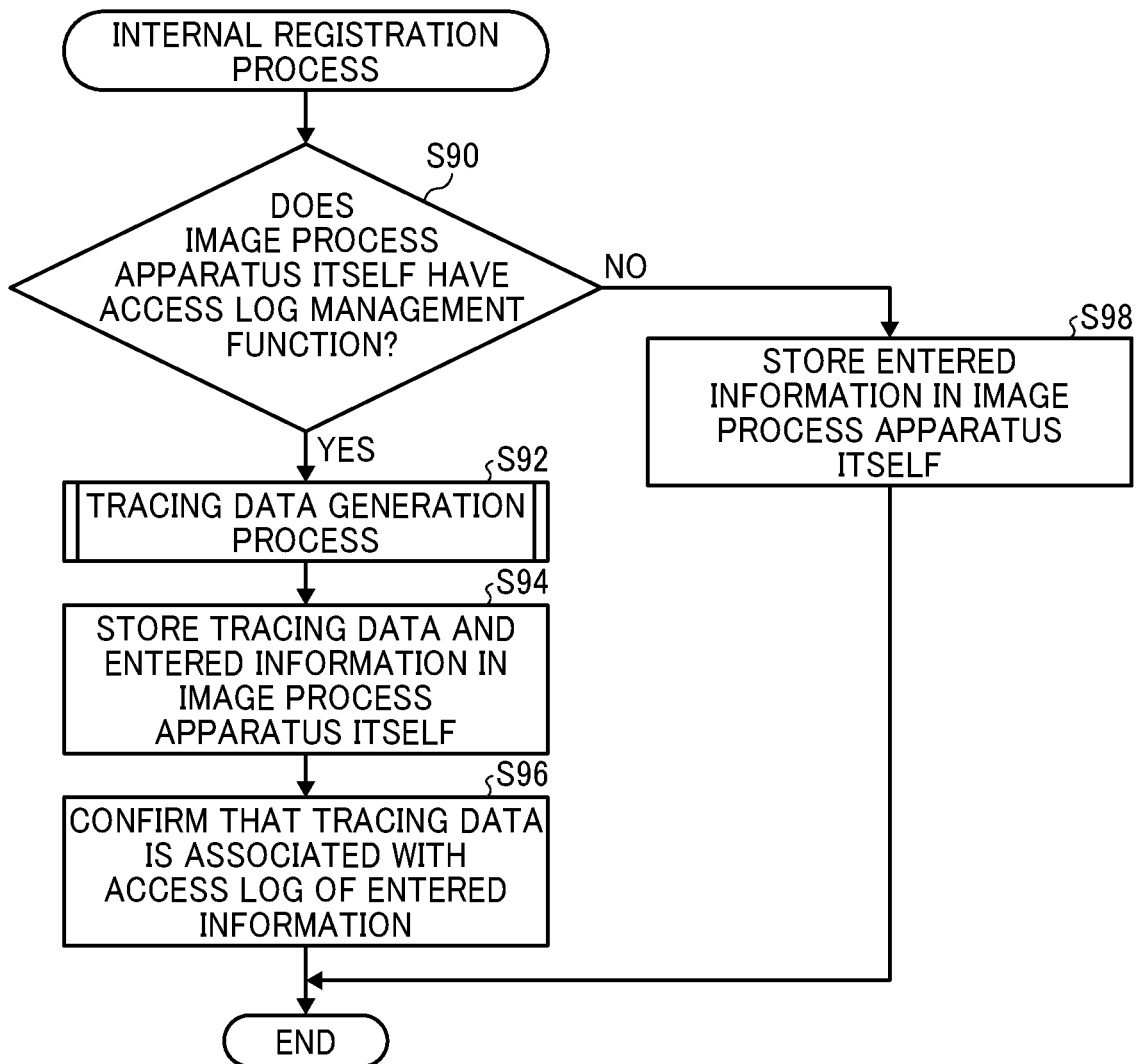 INTERNAL REGISTRATION
PROCESS
S90
DOES
IMAGE PROCESS
APPARATUS ITSELF HAVE
ACCESS LOG MANAGEMENT
FUNCTION?
NO
YES
S98
STORE ENTERED
INFORMATION IN IMAGE
PROCESS APPARATUS
ITSELF
S92
TRACING DATA GENERATION
PROCESS
S94
STORE TRACING DATA AND
ENTERED INFORMATION IN
IMAGE PROCESS
APPARATUS ITSELF
S96
CONFIRM THAT TRACING DATA
IS ASSOCIATED WITH
ACCESS LOG OF ENTERED
INFORMATION
END